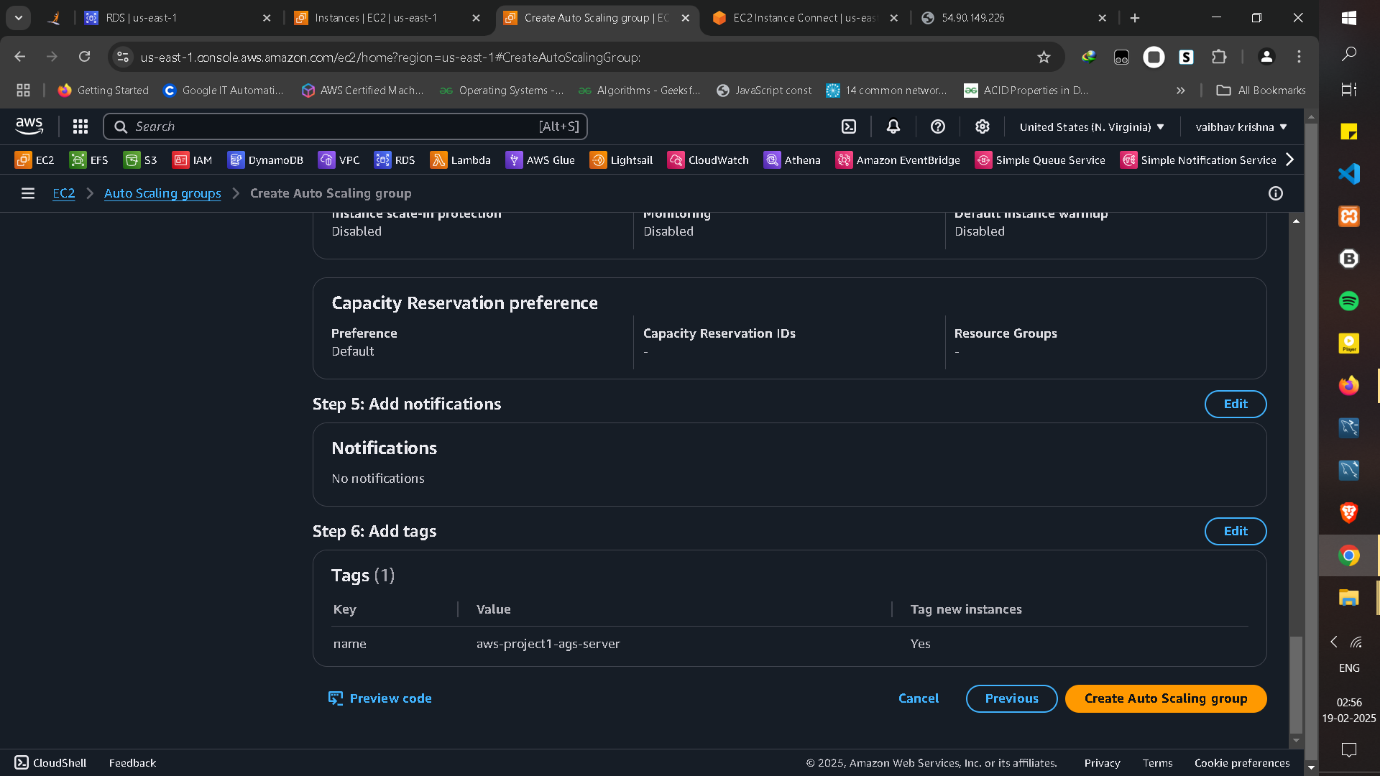 RDS | us-east-1
Instances | EC2 | us-east-1
Create Auto Scaling group | EC
EC2 Instance Connect | us-eas
54.90.149.226
us-east-1.console.aws.amazon.com/ec2/home?region=us-east-1#CreateAutoScalingGroup:
Getting Started
Google IT Automati...
AWS Certified Mach...
Operating Systems -...
Algorithms - Geeksf...
JavaScript const
14 common networ...
ACID Properties in D...
All Bookmarks
aws
Search
[Alt+S]
United States (N. Virginia)
vaibhav krishna
EC2
EFS
S3
IAM
DynamoDB
VPC
RDS
Lambda
AWS Glue
Lightsail
CloudWatch
Athena
Amazon EventBridge
Simple Queue Service
Simple Notification Service
EC2
Auto Scaling groups
Create Auto Scaling group
Instance scale-in protection
Monitoring
Default instance warmup
Disabled
Disabled
Disabled
Capacity Reservation preference
Preference
Capacity Reservation IDs
Resource Groups
Default
-
-
Step 5: Add notifications
Edit
Notifications
No notifications
Step 6: Add tags
Edit
Tags (1)
Key
Value
Tag new instances
name
aws-project1-ags-server
Yes
Preview code
Cancel
Previous
Create Auto Scaling group
CloudShell
Feedback
© 2025, Amazon Web Services, Inc. or its affiliates.
Privacy
Terms
Cookie preferences
ENG
02:56
19-02-2025